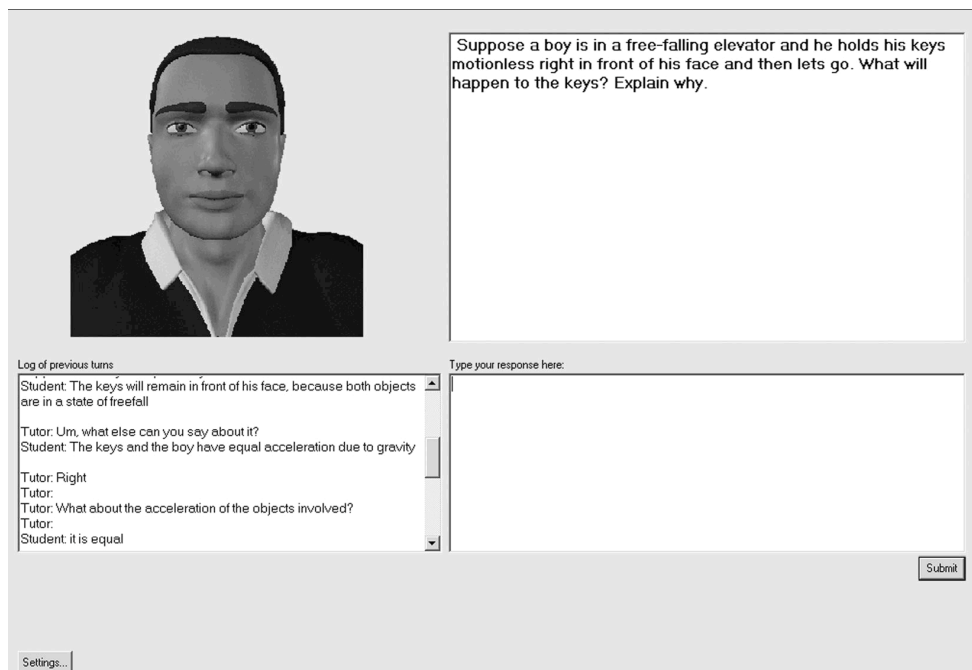 Suppose a boy is in a free-falling elevator and he holds his keys
motionless right in front of his face and then lets go. What will
happen to the keys? Explain why.
Log of previous turns
Student: The keys will remain in front of his face, because both objects
are in a state of freefall
Tutor: Um, what else can you say about it?
Student: The keys and the boy have equal acceleration due to gravity
Tutor: Right
Tutor:
Tutor: What about the acceleration of the objects involved?
Tutor:
Student: it is equal
Type your response here:
Submit
Settings...